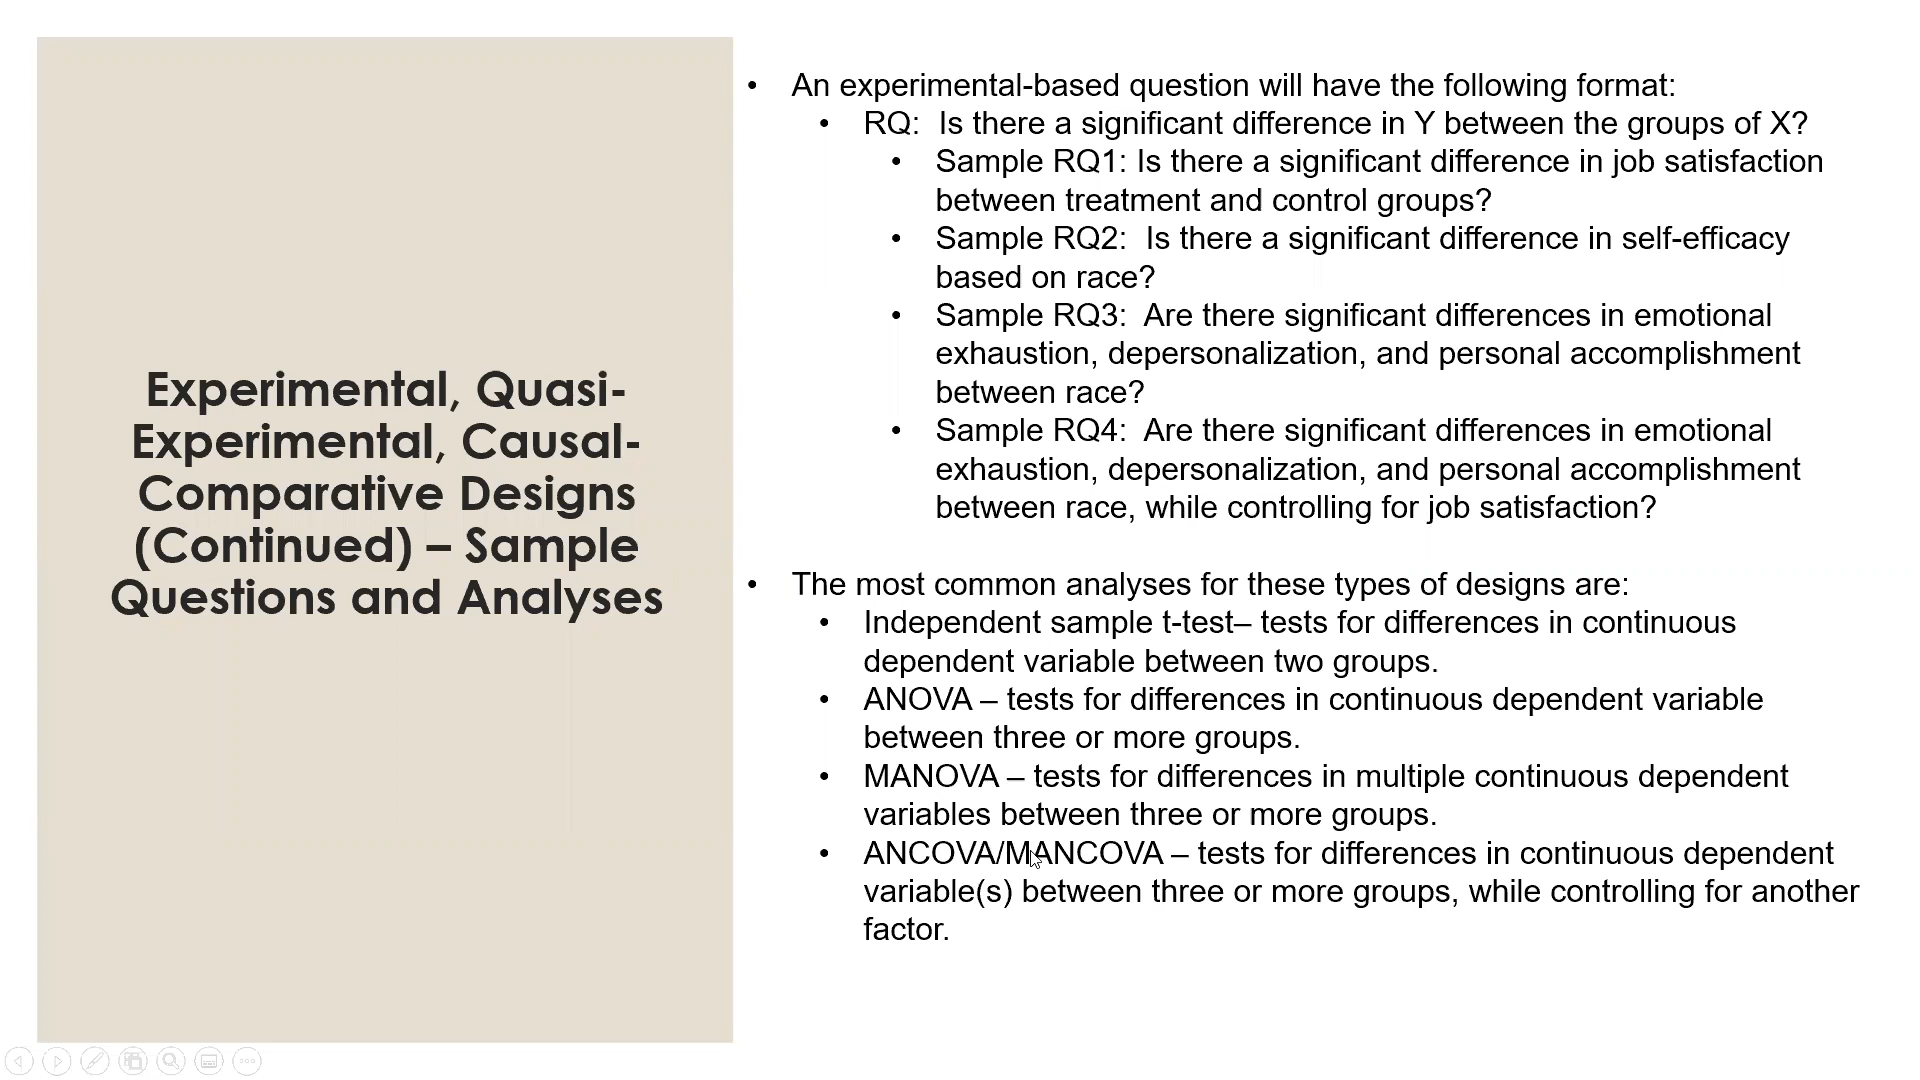 Experimental, Quasi-
Experimental, Causal-
Comparative Designs
(Continued) – Sample
Questions and Analyses
• An experimental-based question will have the following format:
• RQ: Is there a significant difference in Y between the groups of X?
• Sample RQ1: Is there a significant difference in job satisfaction
between treatment and control groups?
• Sample RQ2: Is there a significant difference in self-efficacy
based on race?
• Sample RQ3: Are there significant differences in emotional
exhaustion, depersonalization, and personal accomplishment
between race?
• Sample RQ4: Are there significant differences in emotional
exhaustion, depersonalization, and personal accomplishment
between race, while controlling for job satisfaction?
• The most common analyses for these types of designs are:
• Independent sample t-test– tests for differences in continuous
dependent variable between two groups.
• ANOVA – tests for differences in continuous dependent variable
between three or more groups.
• MANOVA – tests for differences in multiple continuous dependent
variables between three or more groups.
• ANCOVA/MANCOVA – tests for differences in continuous dependent
variable(s) between three or more groups, while controlling for another
factor.